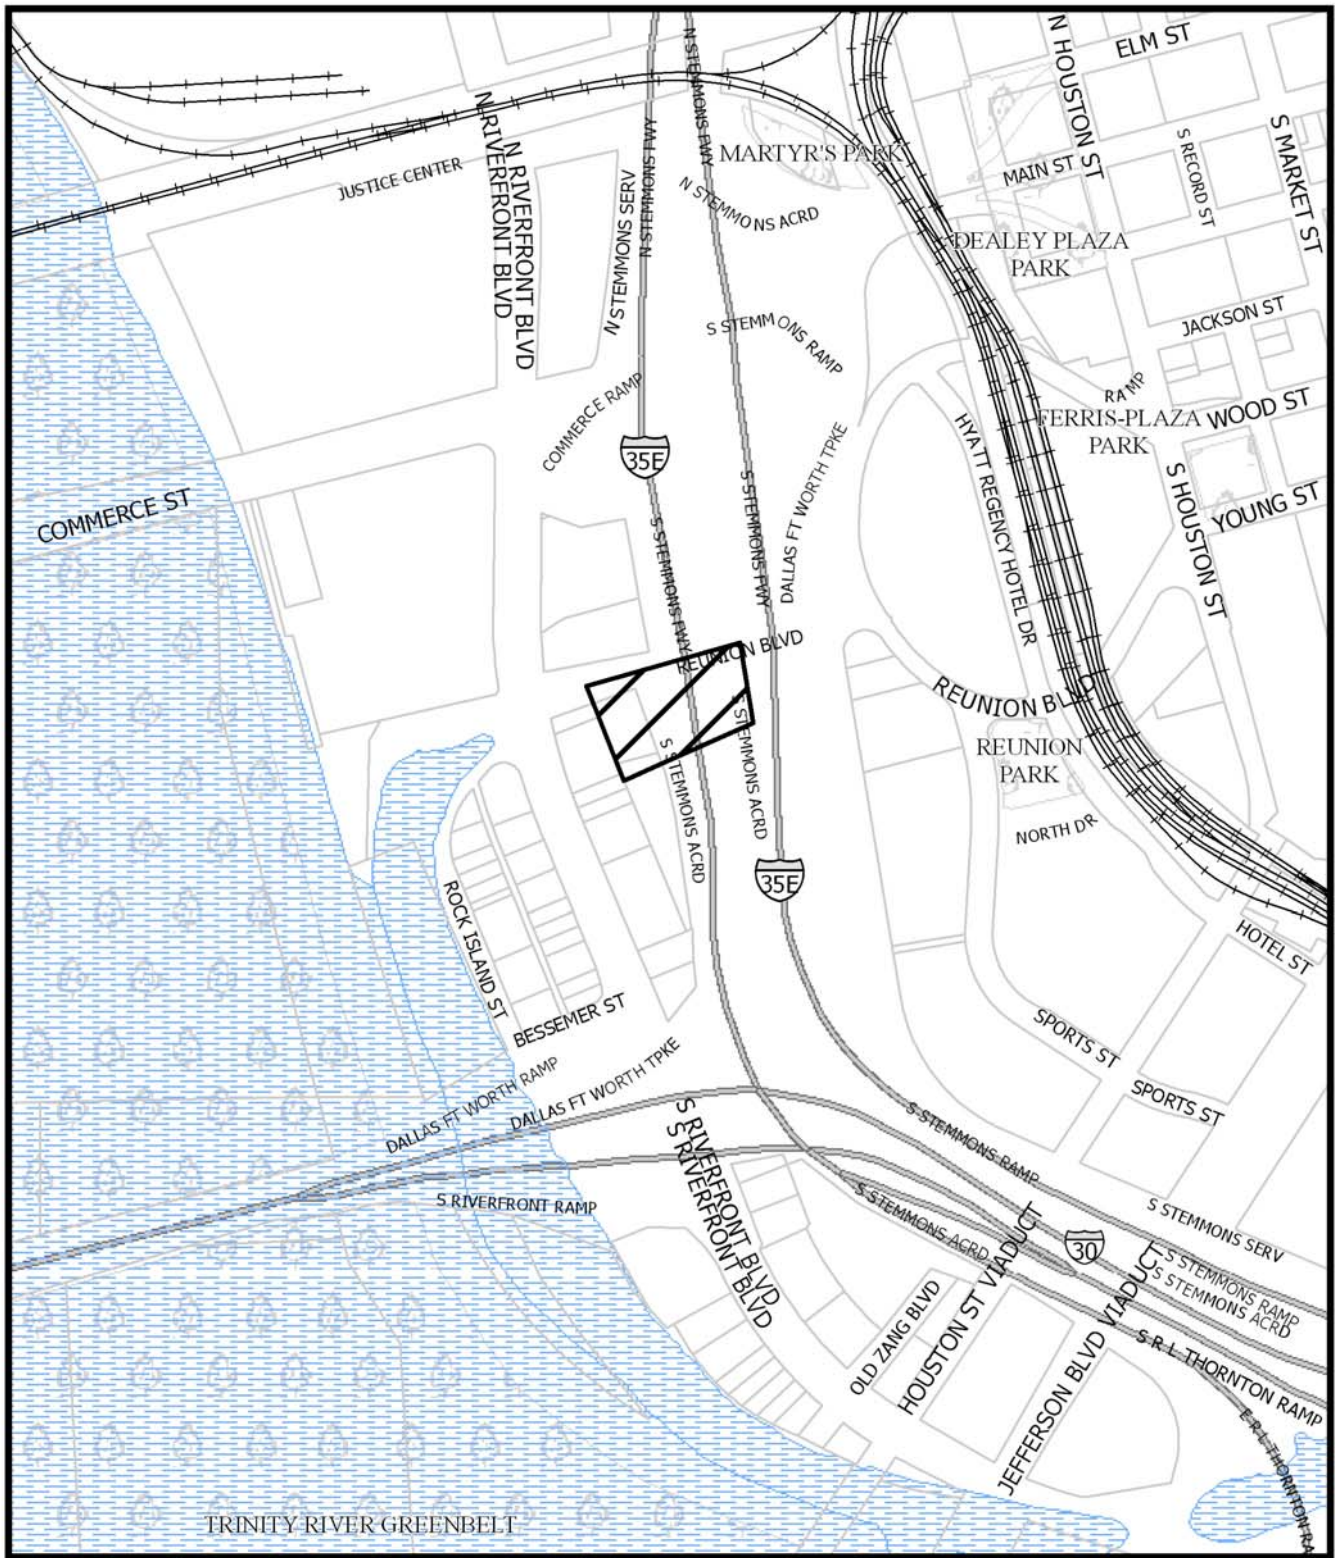 ELM ST
N HOUSTON ST
S MARKET ST
S RECORD ST
MAIN ST
N STEMMONS FWY
N STEMMONS FWY
MARTYR'S PARK
JUSTICE CENTER
N RIVERFRONT BLVD
N RIVERFRONT BLVD
N STEMMONS SERV
N STEMMONS ACRD
DEALEY PLAZA
PARK
S STEMMONS RAMP
JACKSON ST
COMMERCE RAMP
RAMP
FERRIS-PLAZA
PARK
WOOD ST
35E
HYATT REGENCY HOTEL DR
DALLAS FT WORTH TPKE
S HOUSTON ST
YOUNG ST
COMMERCE ST
S STEMMONS FWY
S STEMMONS FWY
REUNION BLVD
REUNION BLVD
S STEMMONS ACRD
S STEMMONS ACRD
REUNION
PARK
NORTH DR
35E
ROCK ISLAND ST
HOTEL ST
BESSEMER ST
SPORTS ST
SPORTS ST
DALLAS FT WORTH RAMP
DALLAS FT WORTH TPKE
S RIVERFRONT BLVD
S RIVERFRONT BLVD
S STEMMONS RAMP
S RIVERFRONT RAMP
S STEMMONS ACRD
S STEMMONS SERV
30
S STEMMONS RAMP
S STEMMONS ACRD
OLD ZANG BLVD
HOUSTON ST VIADUCT
JEFFERSON BLVD VIADUCT
S R L THORNTON RAMP
E R L THORNTON RA
TRINITY RIVER GREENBELT